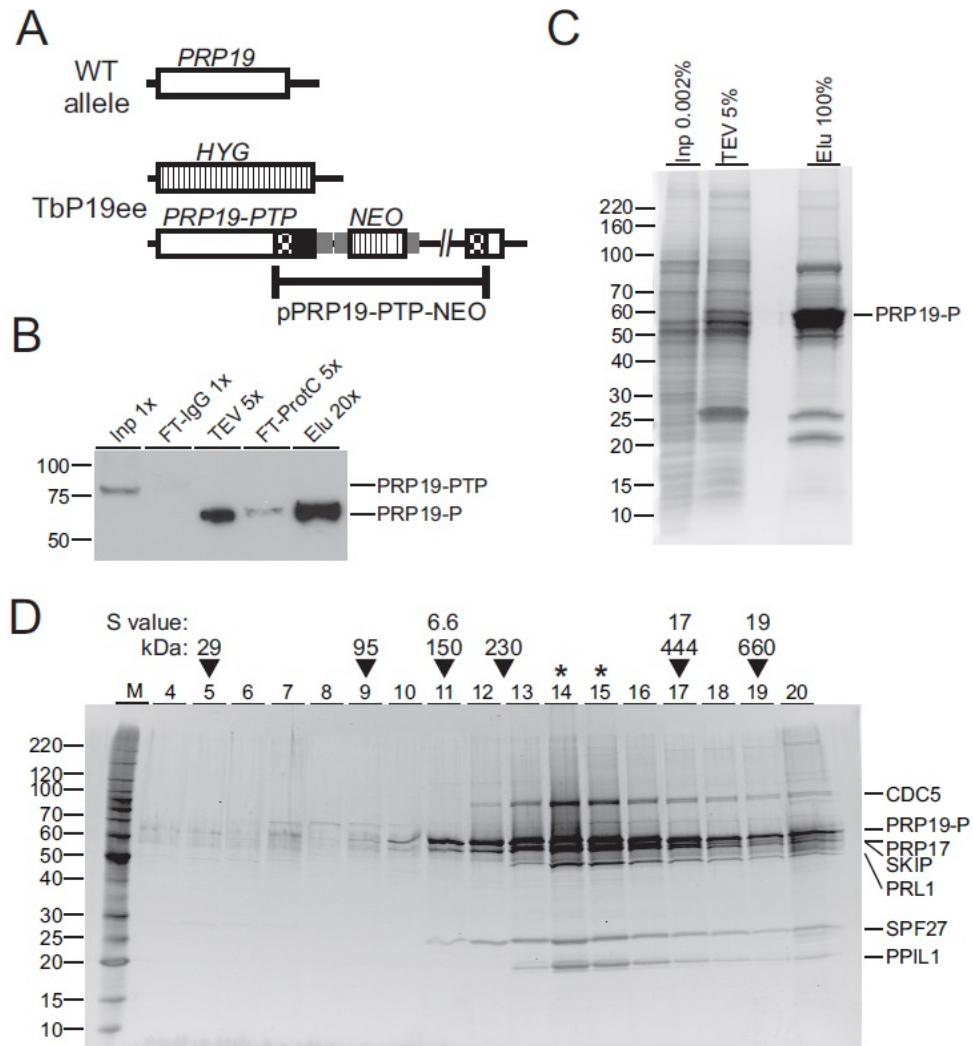 A
PRP19
WT
allele
HYG
TbP19ee
PRP19-PTP
NEO
pPRP19-PTP-NEO
B
Inp 1x
FT-IgG 1x
TEV 5x
FT-ProtC 5x
Elu 20x
100
75
50
PRP19-PTP
PRP19-P
C
Inp 0.002%
TEV 5%
Elu 100%
220
160
100
70
60
50
40
30
25
20
15
10
PRP19-P
D
S value: 6.6 17 19
kDa: 29 95 150 230 444 660
* *
M 4 5 6 7 8 9 10 11 12 13 14 15 16 17 18 19 20
220
120
100
70
60
50
40
30
25
20
15
10
CDC5
PRP19-P
PRP17
SKIP
PRL1
SPF27
PPIL1